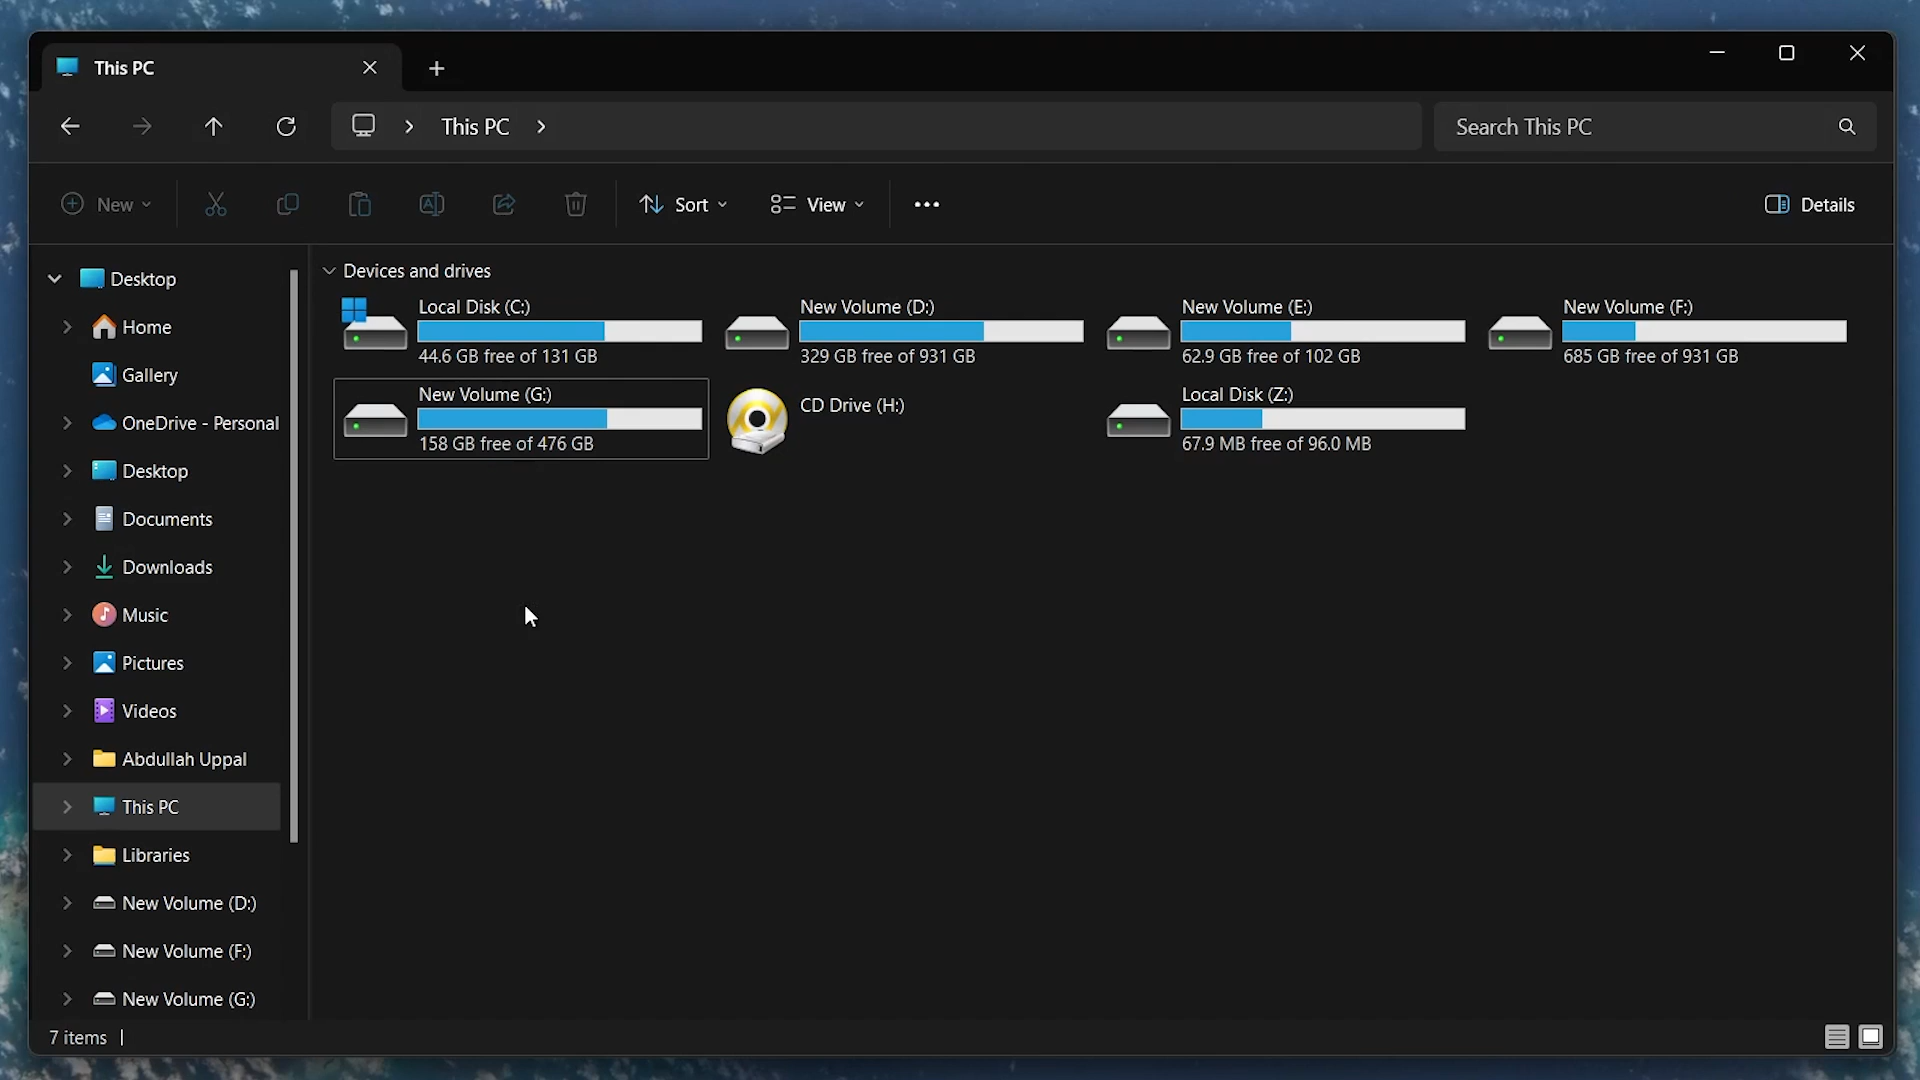 This PC
This PC
Search This PC
New
Sort
View
Details
Desktop
Home
Gallery
OneDrive - Personal
Desktop
Documents
Downloads
Music
Pictures
Videos
Abdullah Uppal
This PC
Libraries
New Volume (D:)
New Volume (F:)
New Volume (G:)
Devices and drives
Local Disk (C:)
44.6 GB free of 131 GB
New Volume (D:)
329 GB free of 931 GB
New Volume (E:)
62.9 GB free of 102 GB
New Volume (F:)
685 GB free of 931 GB
New Volume (G:)
158 GB free of 476 GB
CD Drive (H:)
Local Disk (Z:)
67.9 MB free of 96.0 MB
7 items